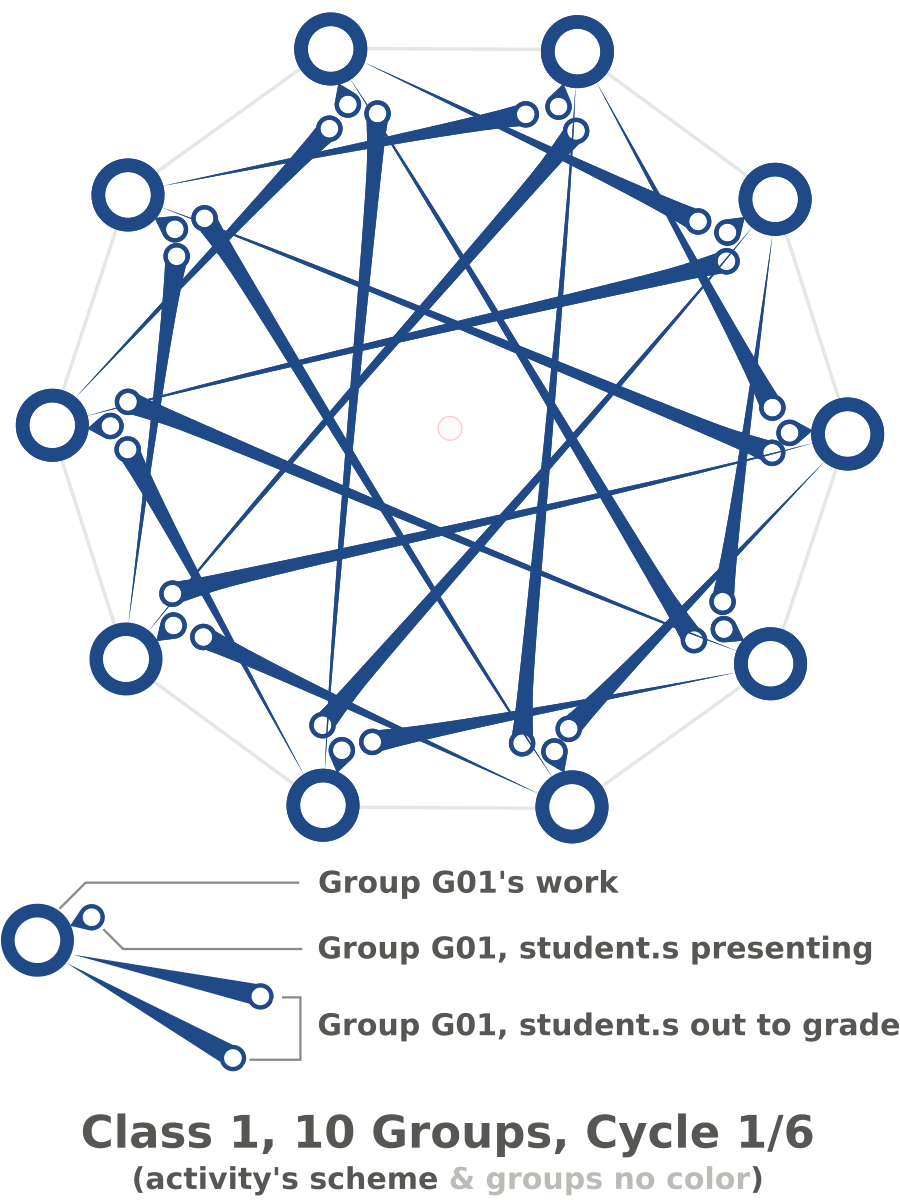 Group G01's work
Group G01, student.s presenting
Group G01, student.s out to grade
Class 1, 10 Groups, Cycle 1/6
(activity's scheme & groups no color)